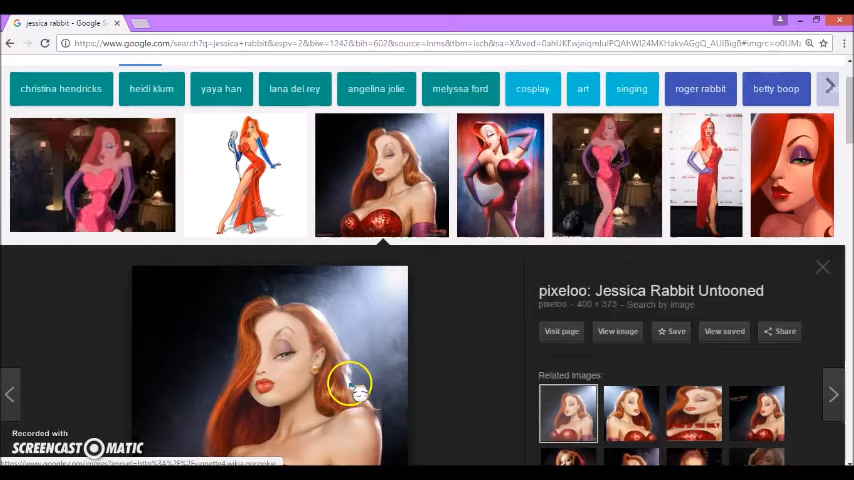 jessica rabbit - Google S
https://www.google.com/search?q=jessica+rabbit&espv=2&biw=1242&bih=602&source=lnms&tbm=isch&sa=X&ved=
christina hendricks heidi klum yaya han lana del rey angelina jolie melyssa ford cosplay art singing roger rabbit betty boop
pixeloo: Jessica Rabbit Untooned
pixeloo - 400 × 373 - Search by image
Visit page View image Save View saved Share
Related images:
Recorded with
SCREENCAST MATIC